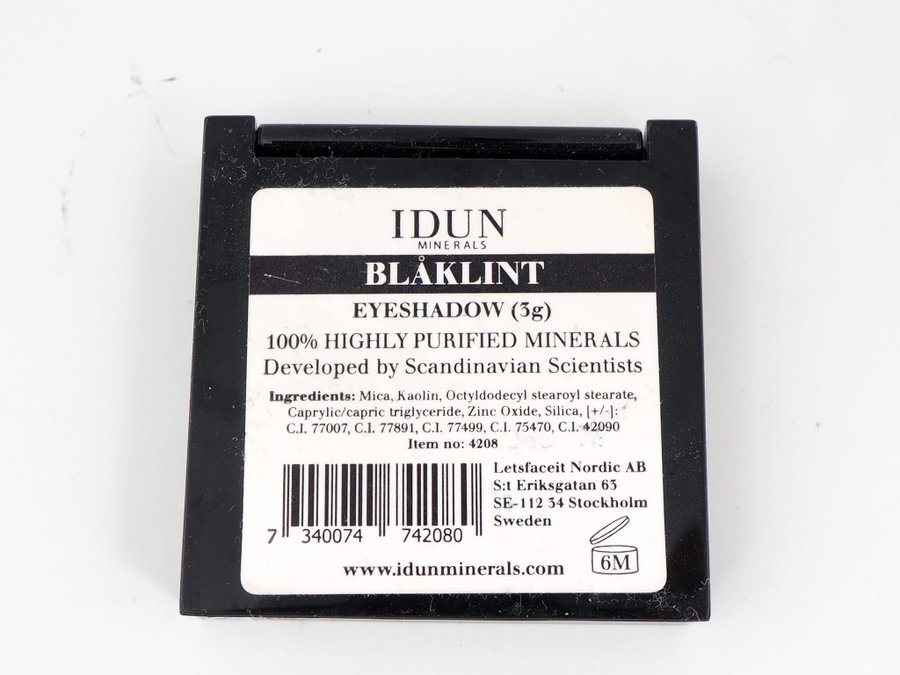 IDUN
MINERALS
BLÅKLINT
EYESHADOW (3g)
100% HIGHLY PURIFIED MINERALS
Developed by Scandinavian Scientists
Ingredients: Mica, Kaolin, Octyldodecyl stearoyl stearate,
Caprylic/capric triglyceride, Zinc Oxide, Silica, [+/-]:
C.I. 77007, C.I. 77891, C.I. 77499, C.I. 75470, C.I. 42090
Item no: 4208
Letsfaceit Nordic AB
S:t Eriksgatan 63
SE-112 34 Stockholm
Sweden
7 340074 742080
6M
www.idunminerals.com